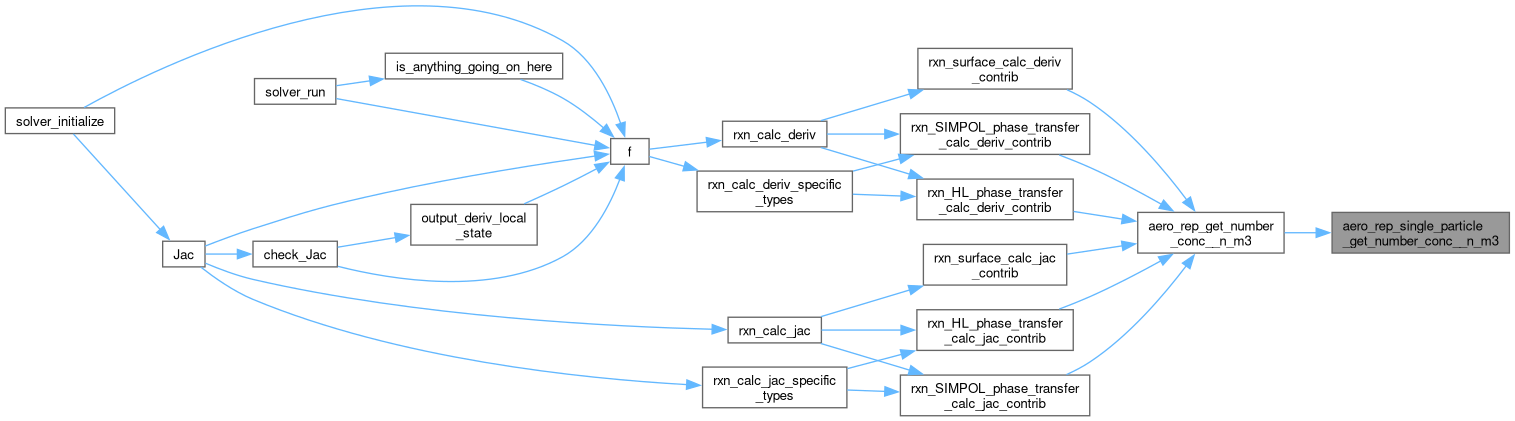 solver_initialize
solver_run
is_anything_going_on_here
Jac
check_Jac
output_deriv_local
_state
f
rxn_calc_deriv
rxn_calc_deriv_specific
_types
rxn_calc_jac
rxn_calc_jac_specific
_types
rxn_surface_calc_deriv
_contrib
rxn_SIMPOL_phase_transfer
_calc_deriv_contrib
rxn_HL_phase_transfer
_calc_deriv_contrib
rxn_surface_calc_jac
_contrib
rxn_HL_phase_transfer
_calc_jac_contrib
rxn_SIMPOL_phase_transfer
_calc_jac_contrib
aero_rep_get_number
_conc__n_m3
aero_rep_single_particle
_get_number_conc__n_m3